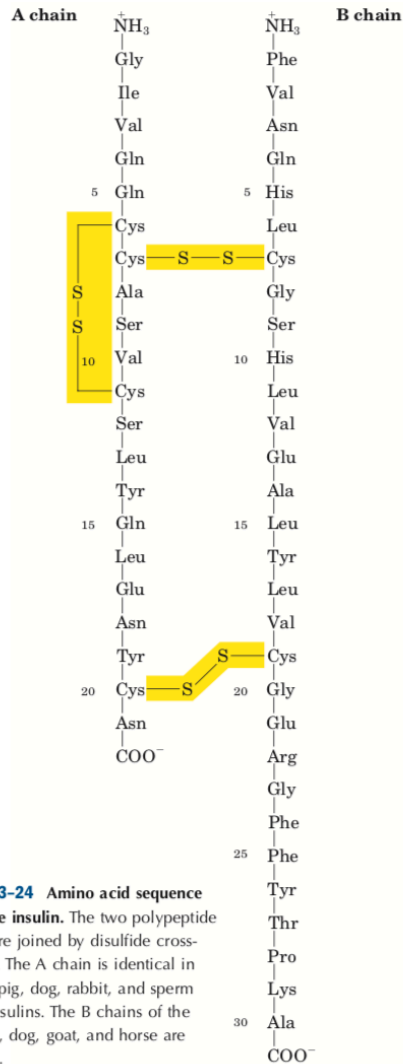 A chain
+
NH3
Gly
Ile
Val
Gln
5 Gln
Cys
Cys—S—S—Cys
S
Ala
S
Ser
10 Val
Cys
Ser
Leu
Tyr
15 Gln
Leu
Glu
Asn
Tyr
20 Cys—S
S—Cys
Asn
COO−
B chain
+
NH3
Phe
Val
Asn
Gln
5 His
Leu
Gly
Ser
10 His
Leu
Val
Glu
Ala
15 Leu
Tyr
Leu
Val
20 Gly
Glu
Arg
Gly
Phe
25 Phe
Tyr
Thr
Pro
Lys
30 Ala
COO−
3–24 Amino acid sequence
e insulin. The two polypeptide
re joined by disulfide cross-
The A chain is identical in
pig, dog, rabbit, and sperm
sulins. The B chains of the
, dog, goat, and horse are